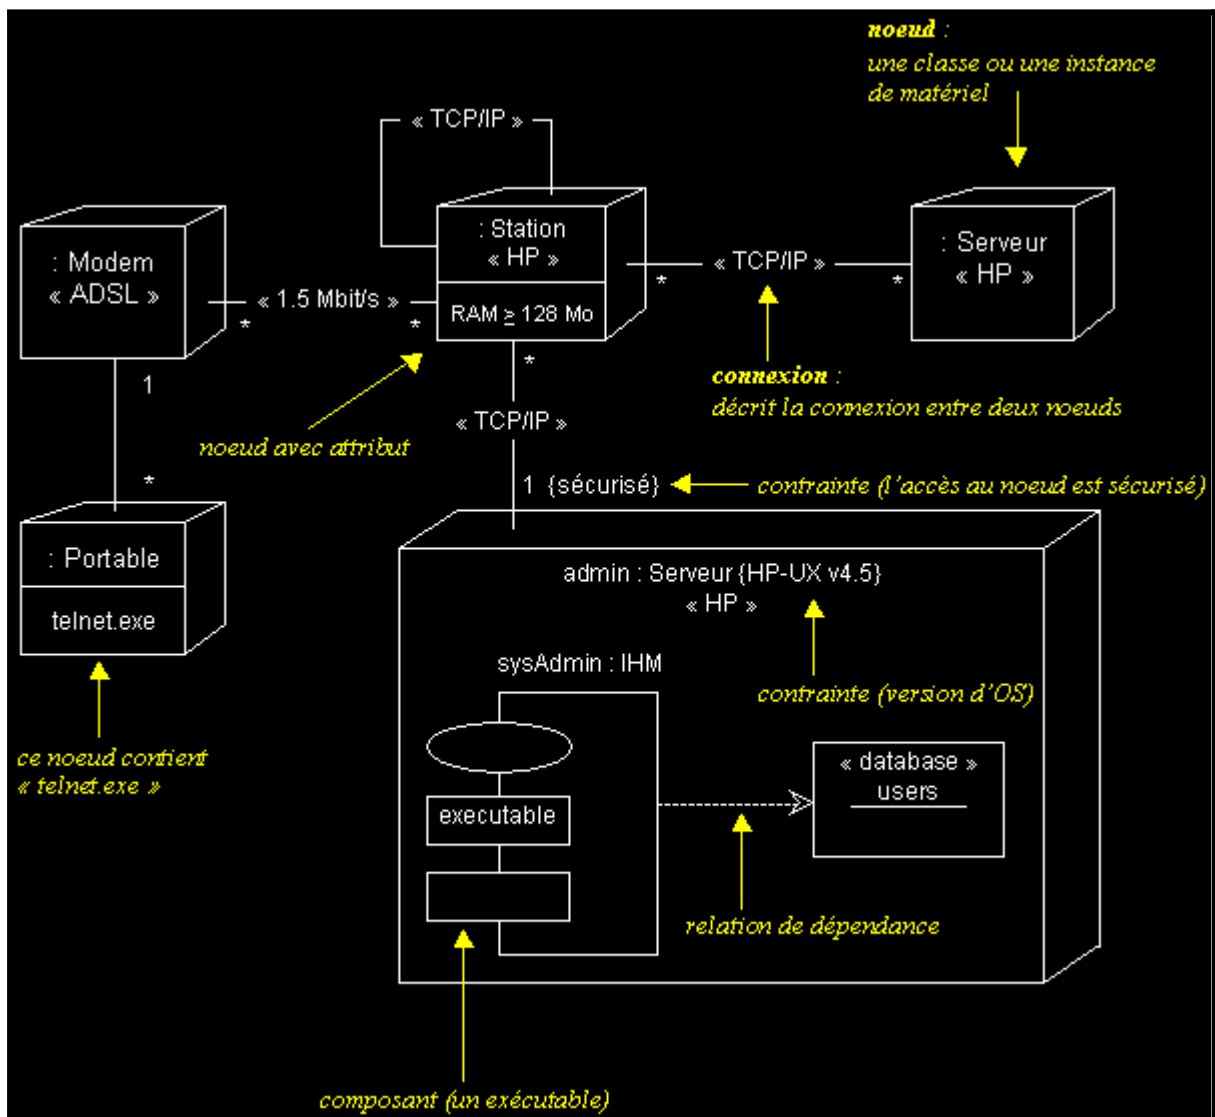 noeud :
une classe ou une instance
de matériel
« TCP/IP »
: Station
« HP »
RAM ≥ 128 Mo
: Serveur
« HP »
: Modem
« ADSL »
« 1.5 Mbit/s »
*
*
« TCP/IP »
*
*
*
1
connexion :
décrit la connexion entre deux noeuds
« TCP/IP »
noeud avec attribut
*
1 {sécurisé}
contrainte (l'accès au noeud est sécurisé)
: Portable
telnet.exe
admin : Serveur {HP-UX v4.5}
« HP »
sysAdmin : IHM
contrainte (version d'OS)
ce noeud contient
« telnet.exe »
« database »
users
executable
relation de dépendance
composant (un exécutable)